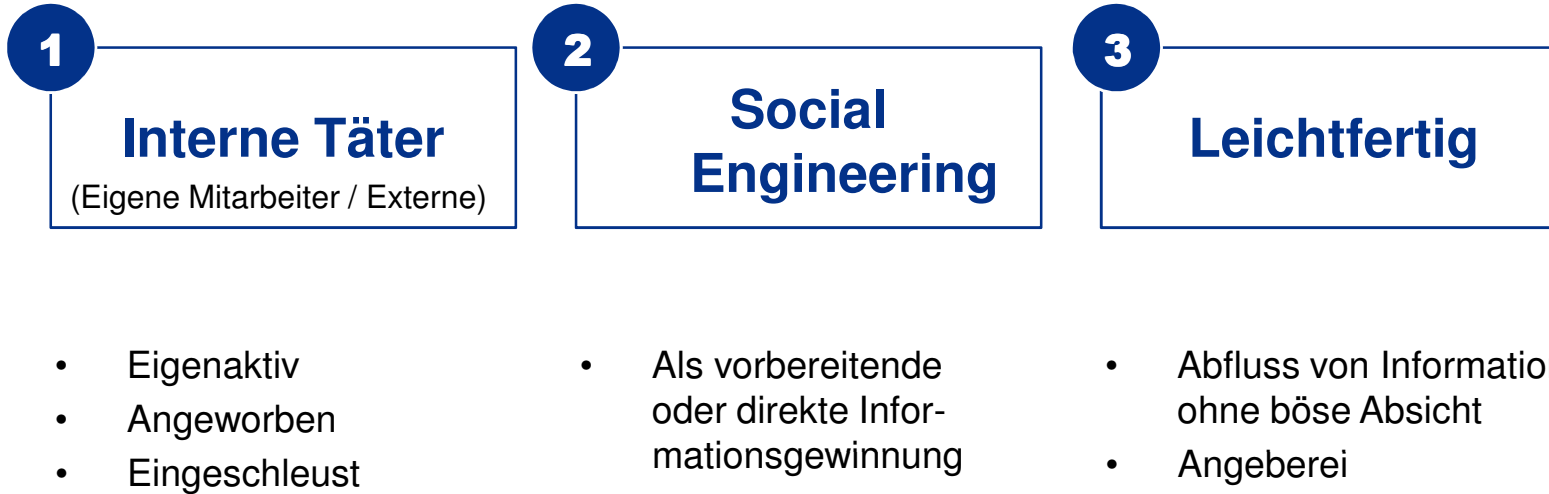 1
Interne Täter
(Eigene Mitarbeiter / Externe)
• Eigenaktiv
• Angeworben
• Eingeschleust
2
Social
Engineering
• Als vorbereitende
oder direkte Infor-
mationsgewinnung
3
Leichtfertig
• Abfluss von Informatio
ohne böse Absicht
• Angeberei